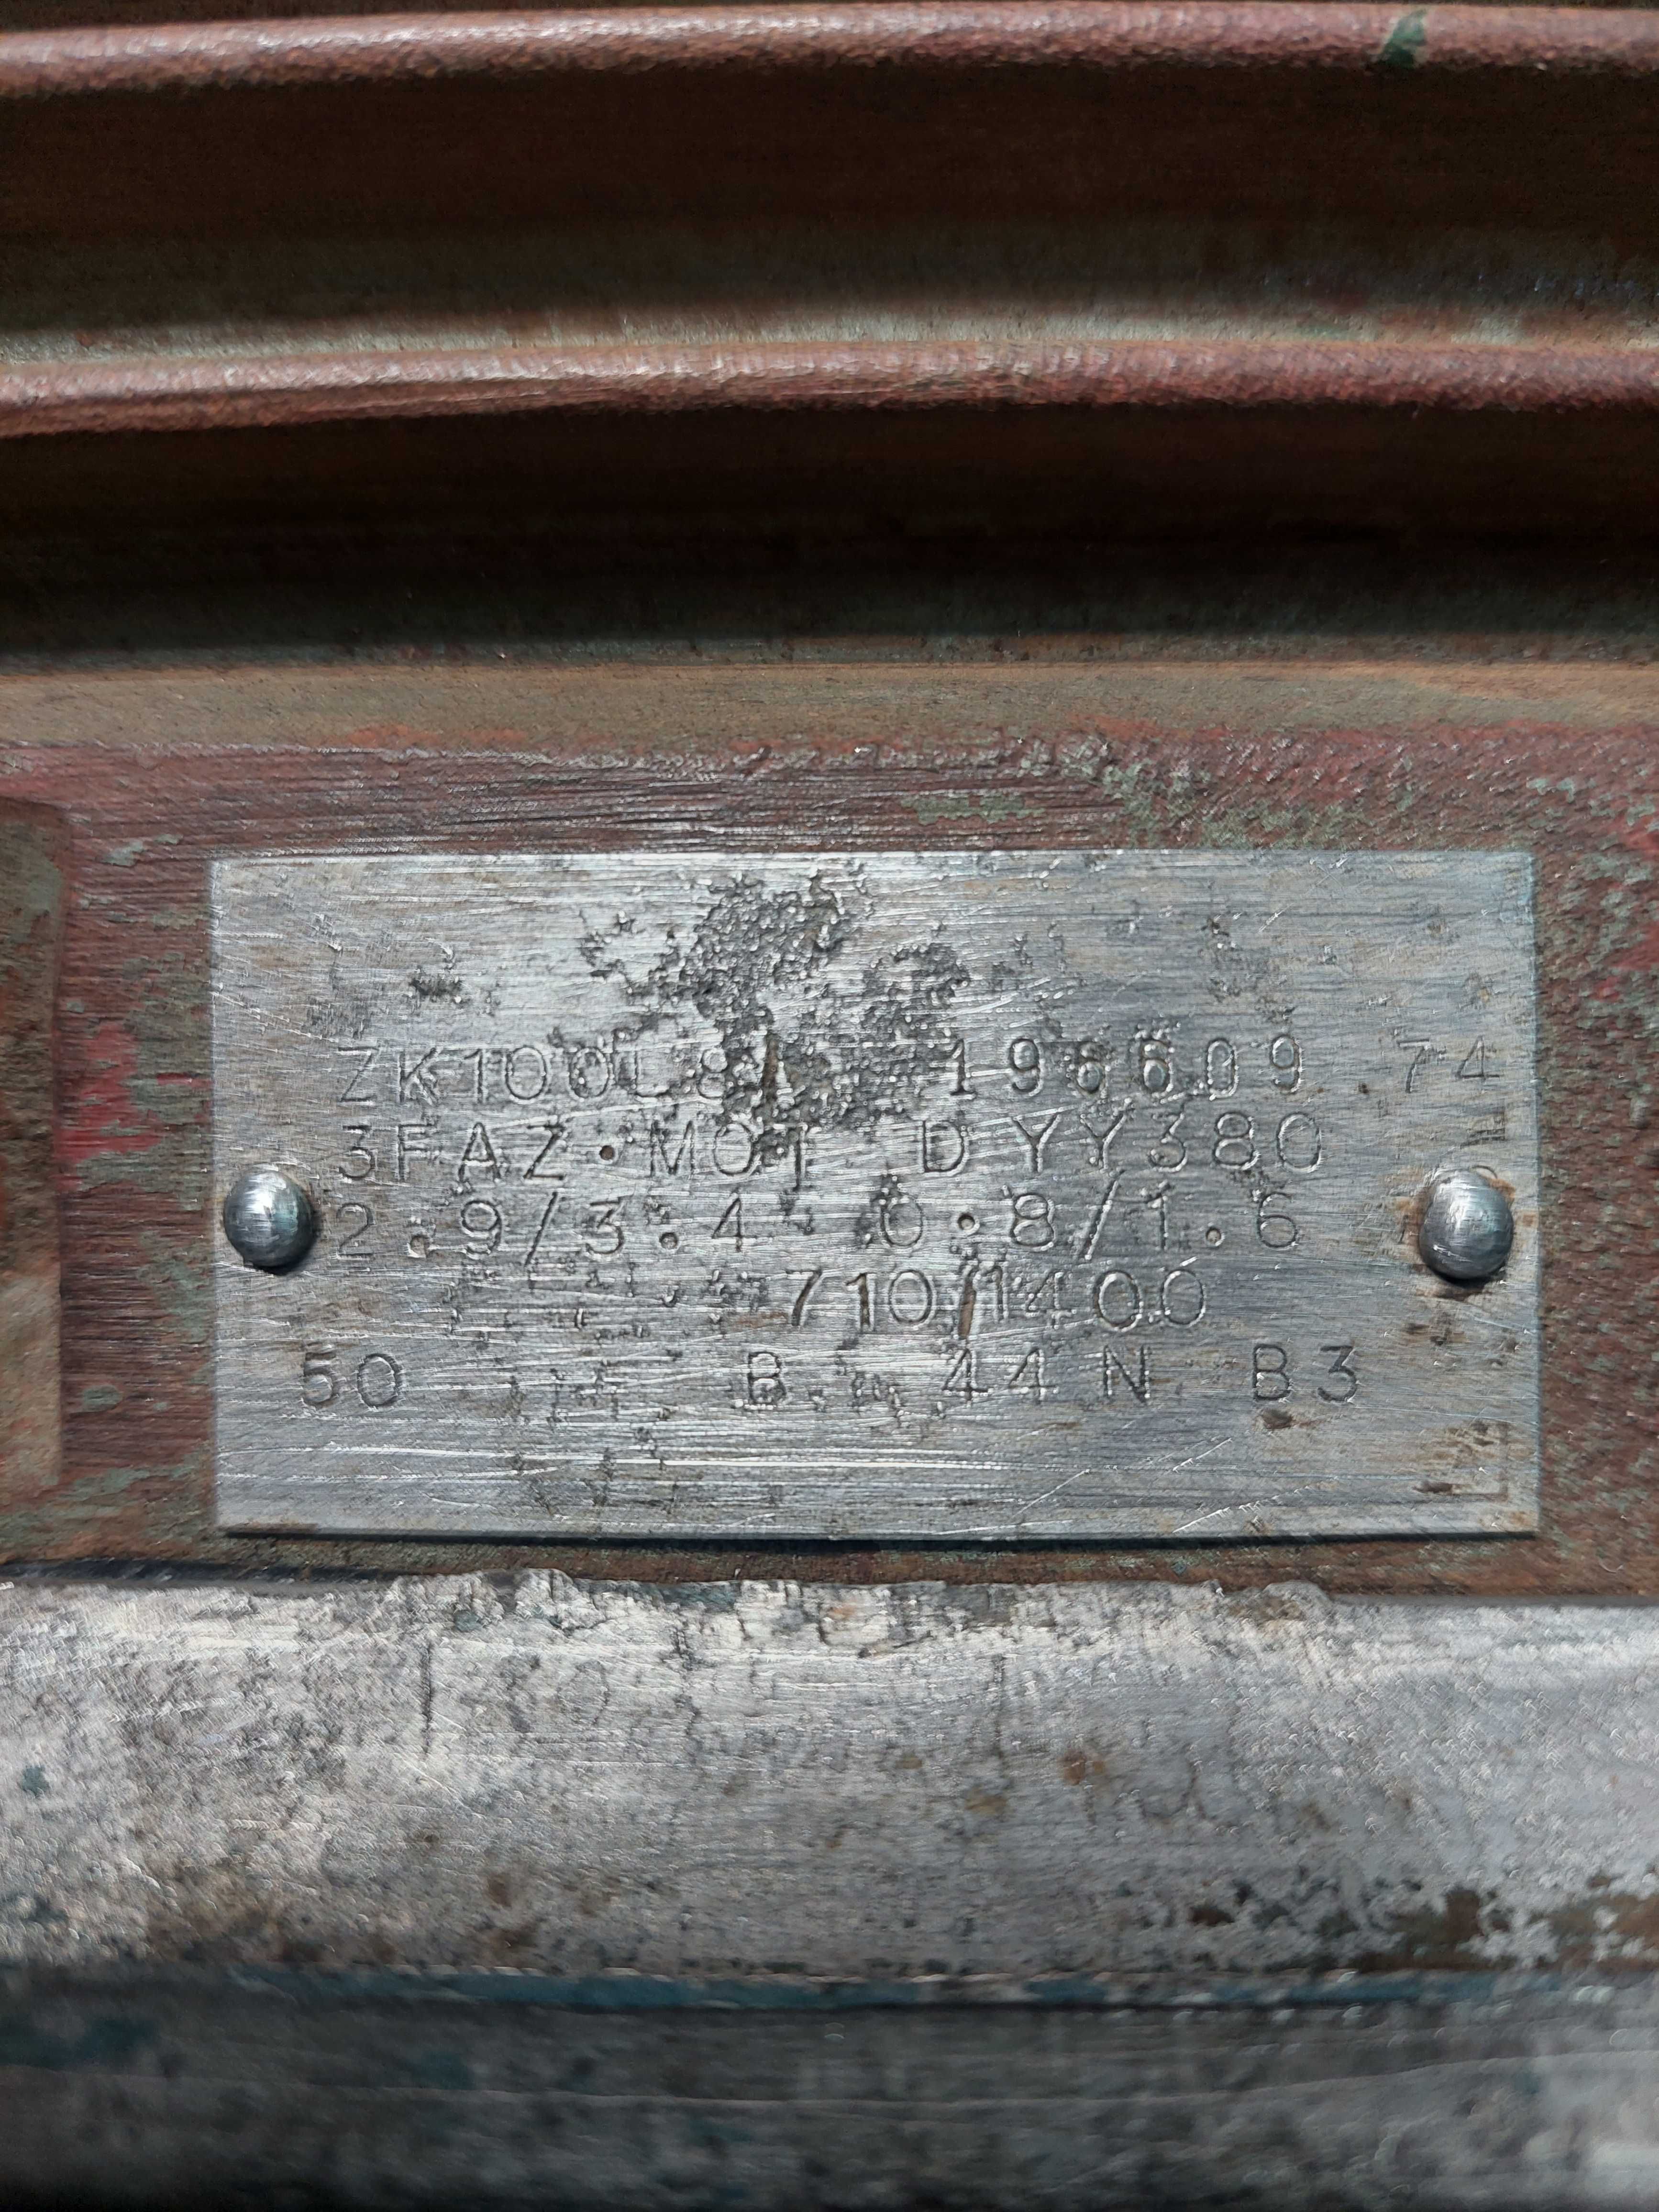 ZK100L8 196609 74
3FAZ·MOT DYY380
2.9/3.4 0.8/1.6
710/1400
50 B 44 N B3